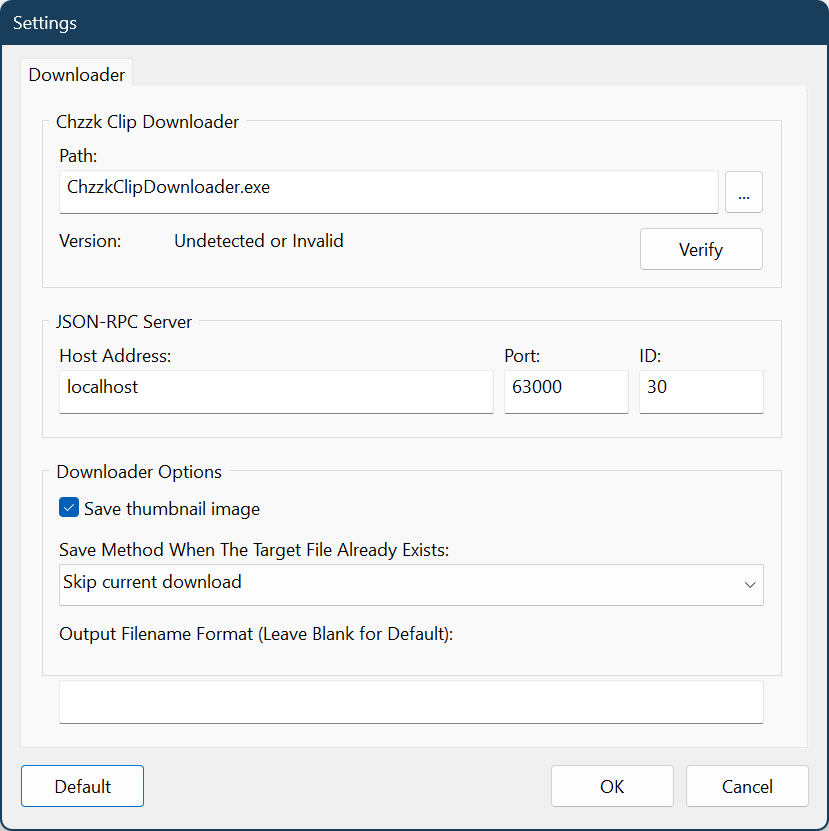 Settings
Downloader
Chzzk Clip Downloader
Path:
ChzzkClipDownloader.exe
...
Version: Undetected or Invalid
Verify
JSON-RPC Server
Host Address: Port: ID:
localhost 63000 30
Downloader Options
Save thumbnail image
Save Method When The Target File Already Exists:
Skip current download
Output Filename Format (Leave Blank for Default):
Default OK Cancel